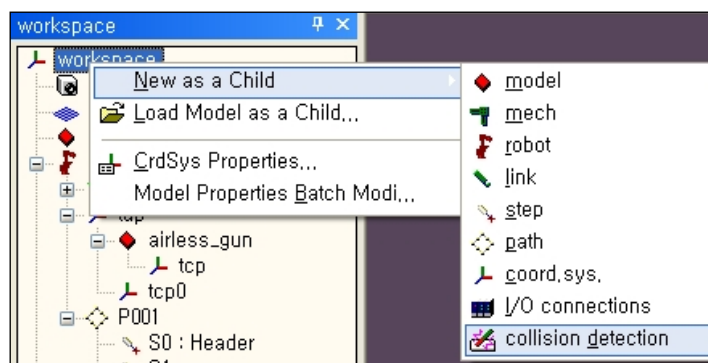 workspace
workspace
New as a Child
Load Model as a Child...
CrdSys Properties...
Model Properties Batch Modi...
model
mech
robot
link
step
path
coord.sys.
I/O connections
collision detection
airless_gun
tcp
tcp0
P001
S0 : Header